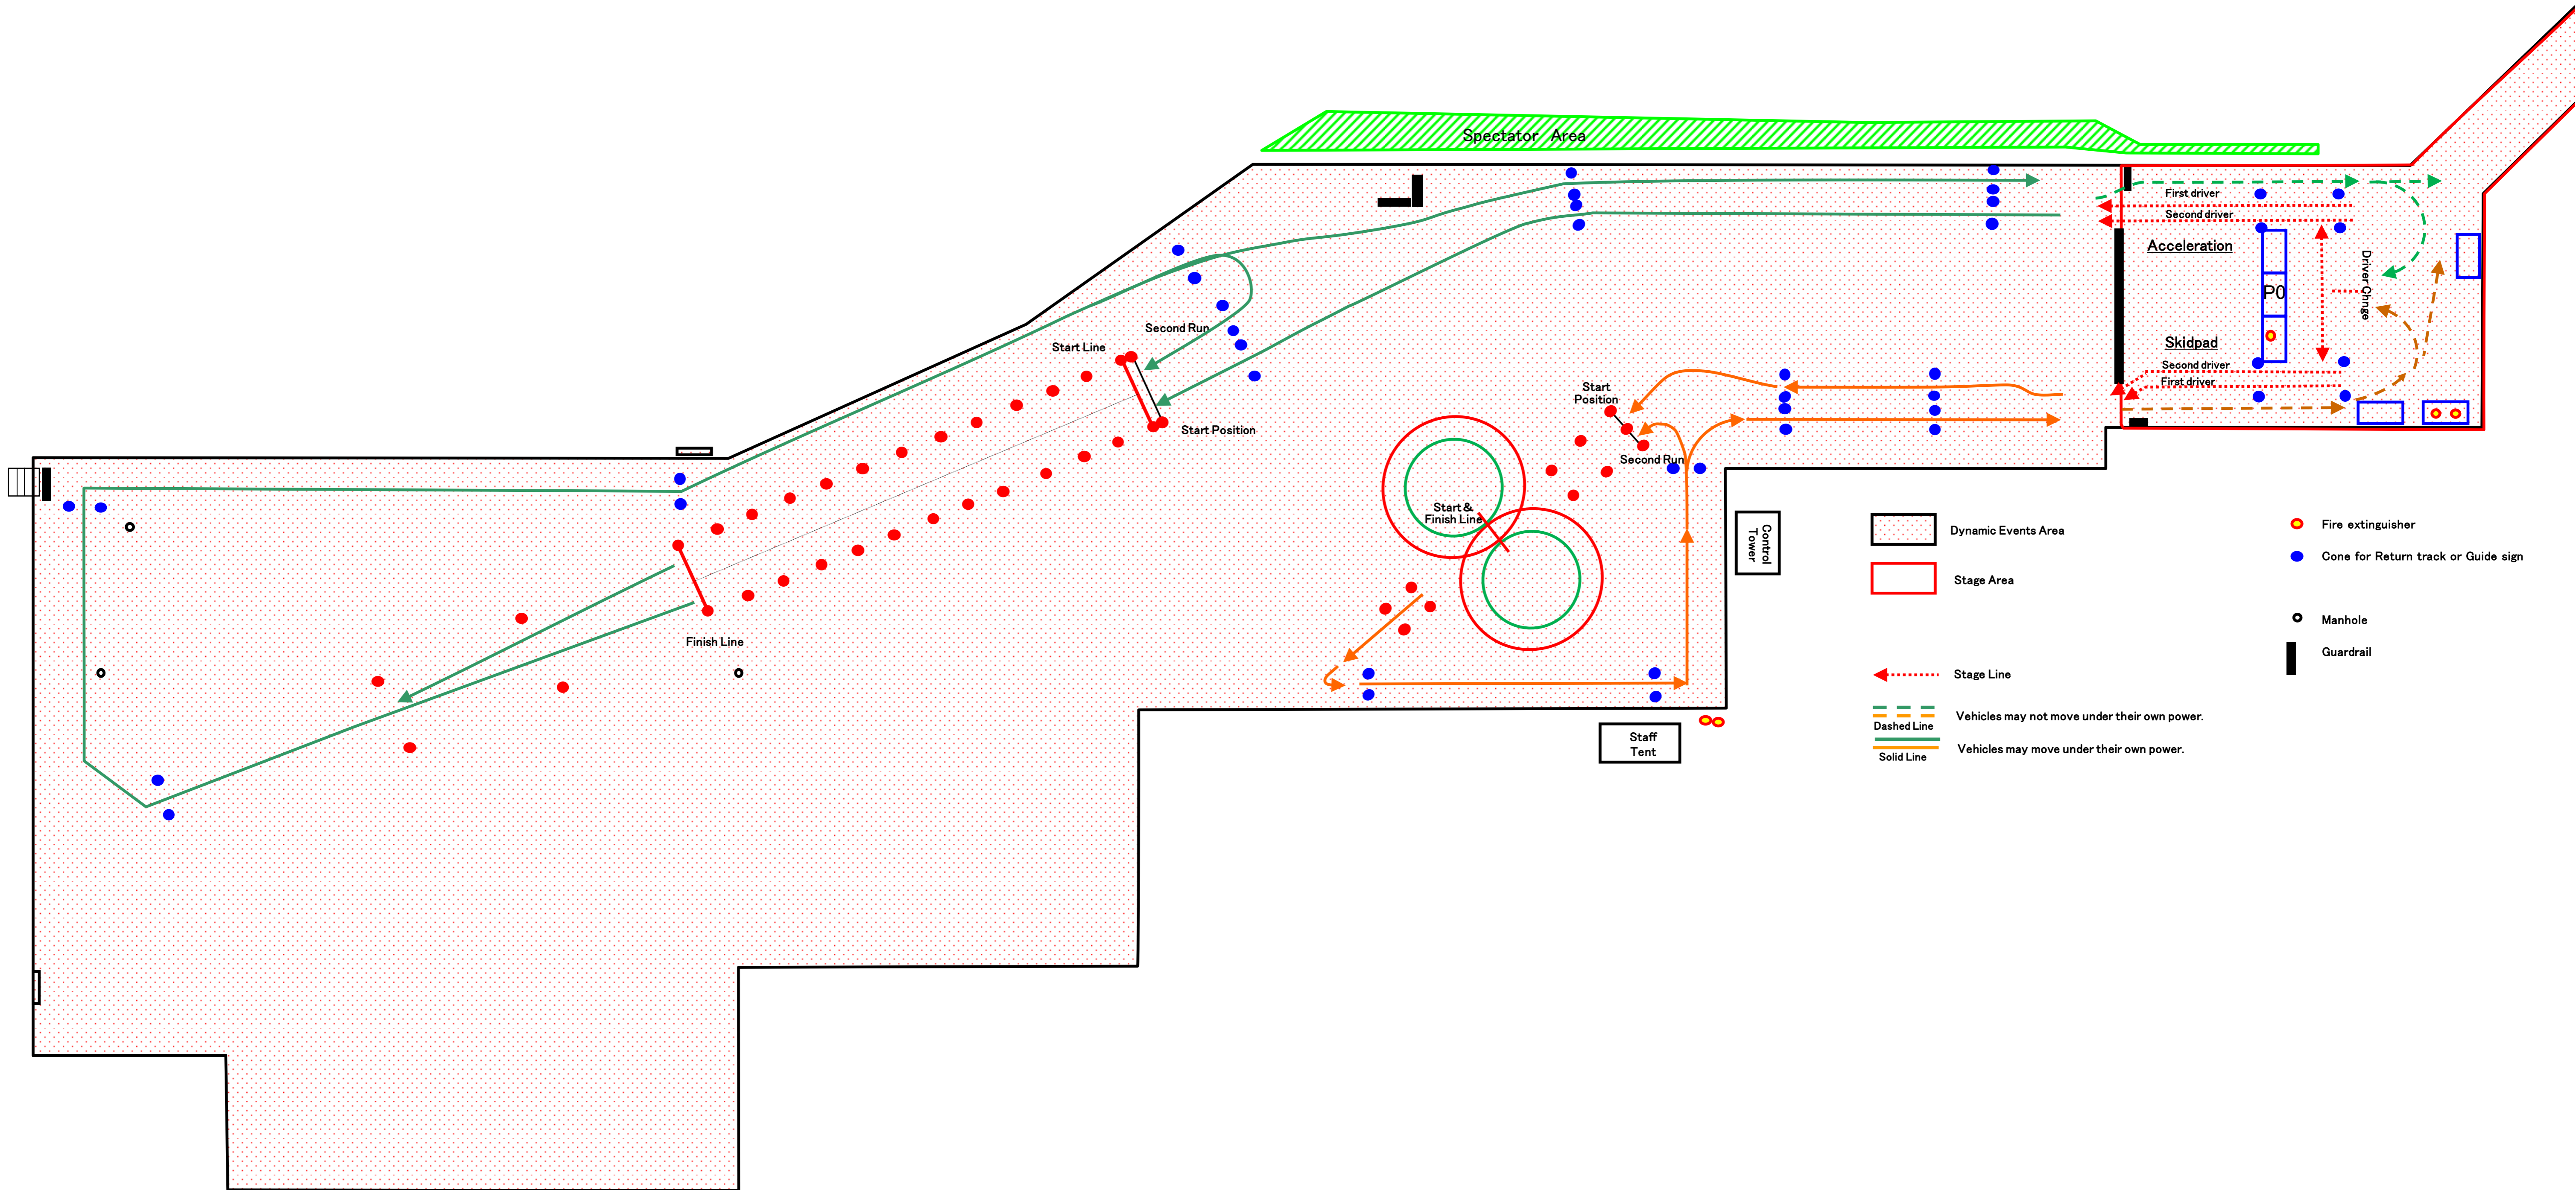 Spectator Area
First driver
Second driver
Acceleration
Driver Chnge
P0
Skidpad
Second driver
First driver
Second Run
Start Line
Start Position
Start
Position
Second Run
Start &
Finish Line
Control
Tower
Finish Line
Staff
Tent
Dynamic Events Area
Stage Area
Stage Line
Dashed Line
Vehicles may not move under their own power.
Solid Line
Vehicles may move under their own power.
Fire extinguisher
Cone for Return track or Guide sign
Manhole
Guardrail